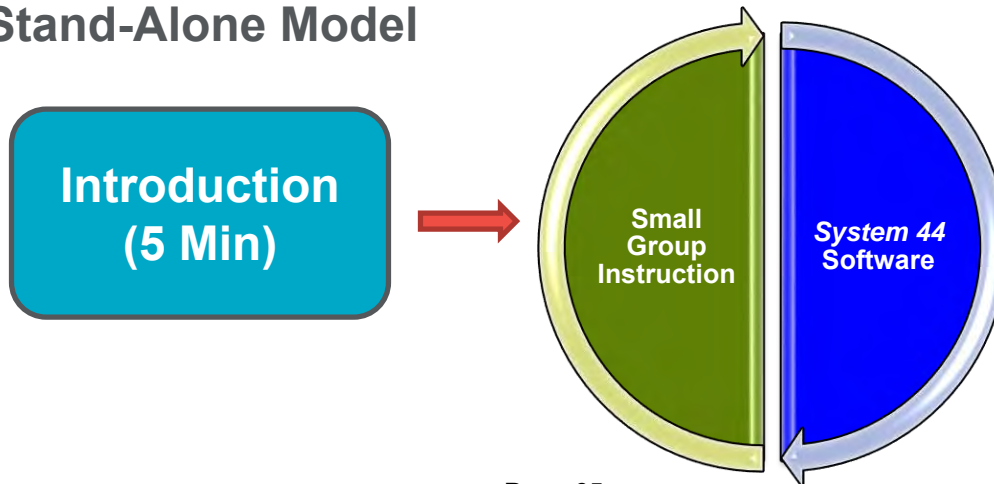 Stand-Alone Model
Introduction
(5 Min)
Small
Group
Instruction
System 44
Software